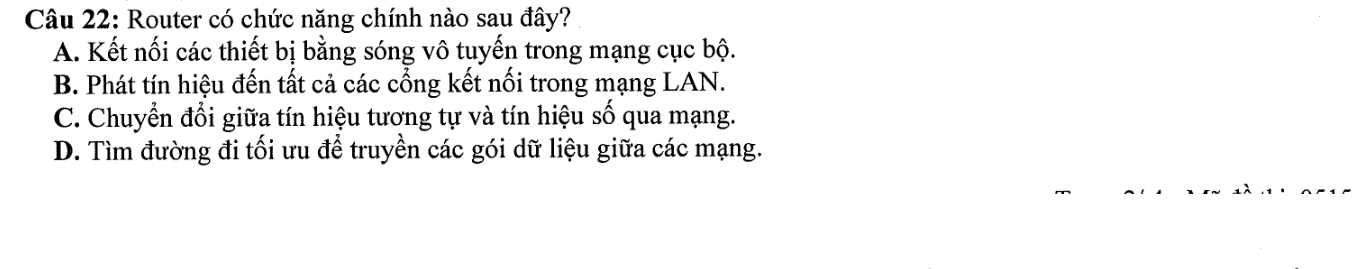 Câu 22: Router có chức năng chính nào sau đây?
A. Kết nối các thiết bị bằng sóng vô tuyến trong mạng cục bộ.
B. Phát tín hiệu đến tất cả các cổng kết nối trong mạng LAN.
C. Chuyển đổi giữa tín hiệu tương tự và tín hiệu số qua mạng.
D. Tìm đường đi tối ưu để truyền các gói dữ liệu giữa các mạng.